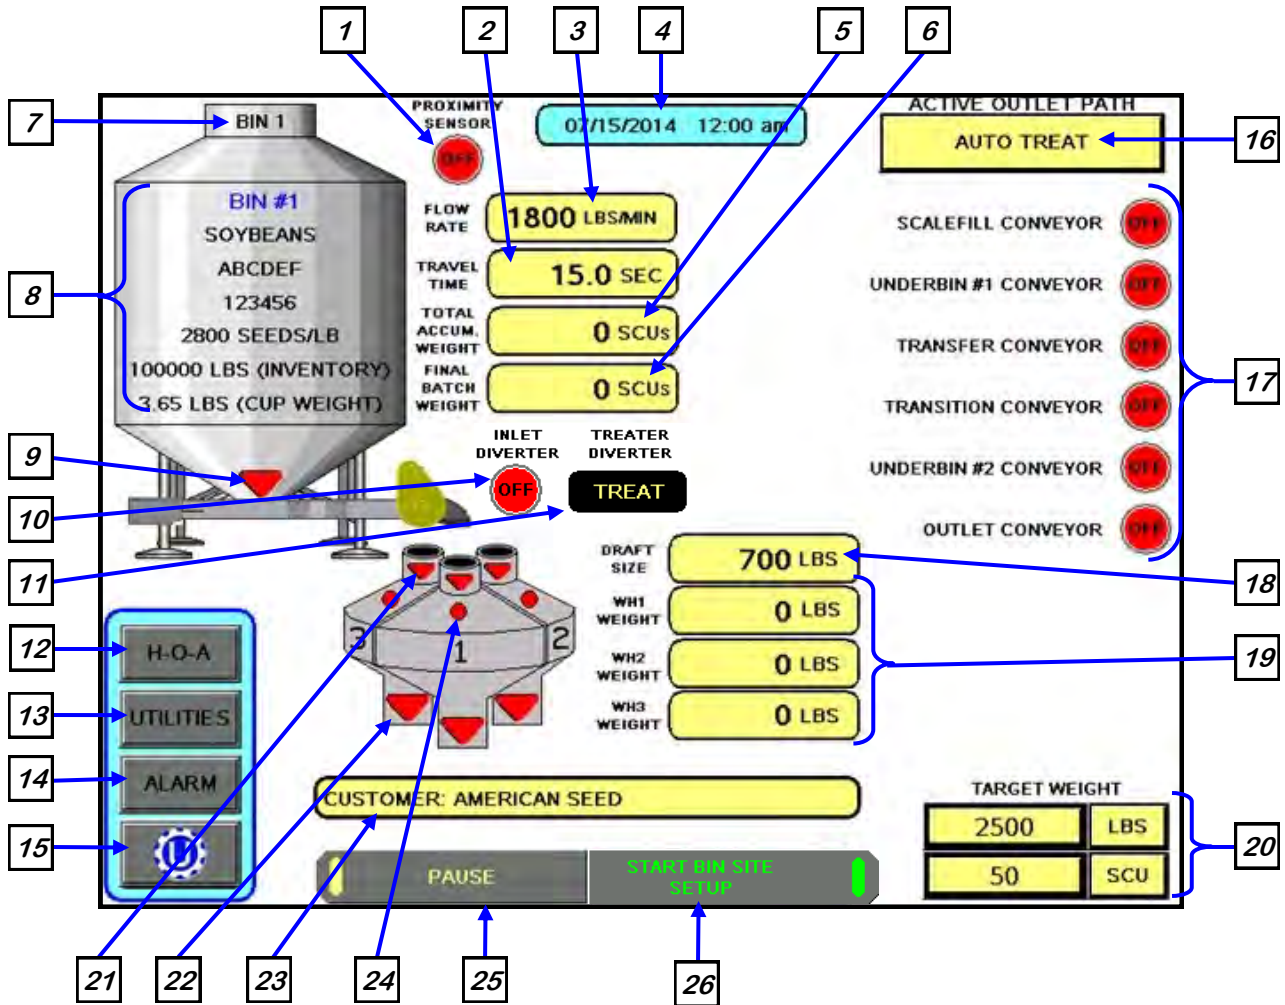 1
2
3
4
5
6
7
BIN 1
PROXIMITY
SENSOR
OFF
07/15/2014 12:00 am
ACTIVE OUTLET PATH
AUTO TREAT
16
8
BIN #1
SOYBEANS
ABCDEF
123456
2800 SEEDS/LB
100000 LBS (INVENTORY)
3.65 LBS (CUP WEIGHT)
FLOW
RATE
1800 LBS/MIN
TRAVEL
TIME
15.0 SEC
TOTAL
ACCUM.
WEIGHT
0 SCUs
FINAL
BATCH
WEIGHT
0 SCUs
SCALEFILL CONVEYOR
OFF
UNDERBIN #1 CONVEYOR
OFF
TRANSFER CONVEYOR
OFF
TRANSITION CONVEYOR
OFF
UNDERBIN #2 CONVEYOR
OFF
OUTLET CONVEYOR
OFF
17
9
10
11
INLET
DIVERTER
OFF
TREATER
DIVERTER
TREAT
DRAFT
SIZE
700 LBS
18
WH1
WEIGHT
0 LBS
WH2
WEIGHT
0 LBS
WH3
WEIGHT
0 LBS
19
3
1
2
12
H-O-A
13
UTILITIES
14
ALARM
15
U
CUSTOMER: AMERICAN SEED
TARGET WEIGHT
2500 LBS
50 SCU
20
PAUSE
START BIN SITE
SETUP
21
22
23
24
25
26